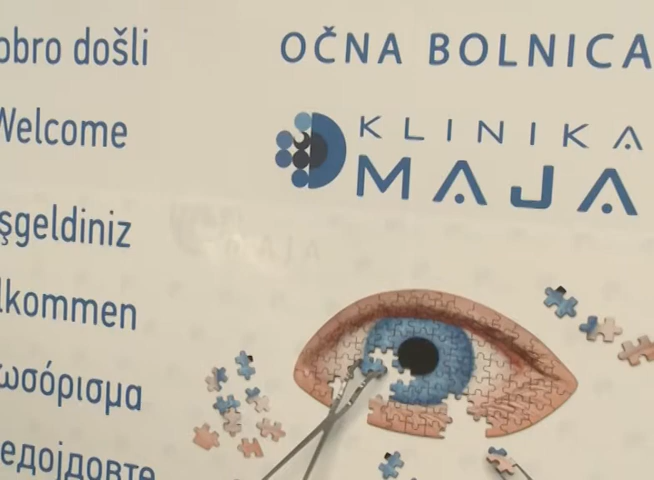 obro došli
Welcome
şgeldiniz
lkommen
ωσόρισμα
едојдовте
OČNA BOLNICA
KLINIKA
MAJA